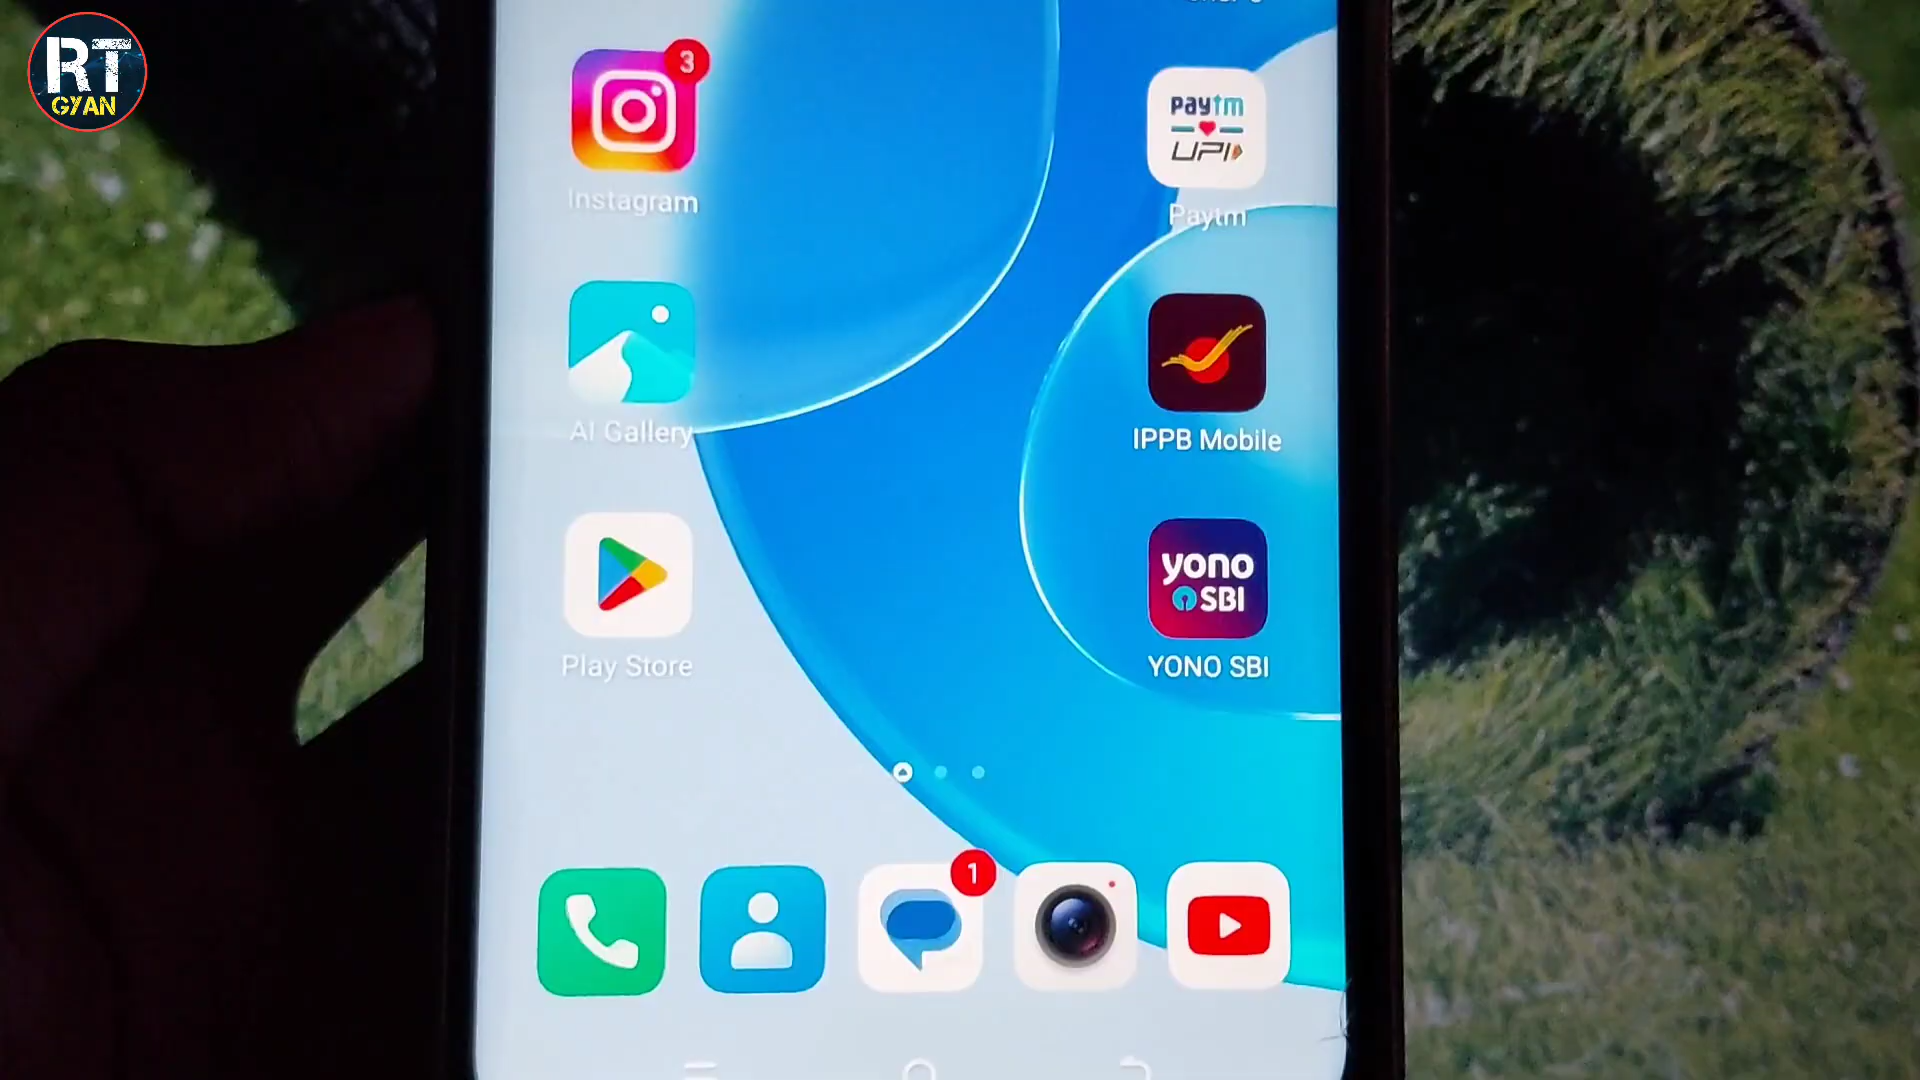 RT
GYAN
3
Instagram
paytm
UPI
Paytm
AI Gallery
IPPB Mobile
yono
SBI
Play Store
YONO SBI
1